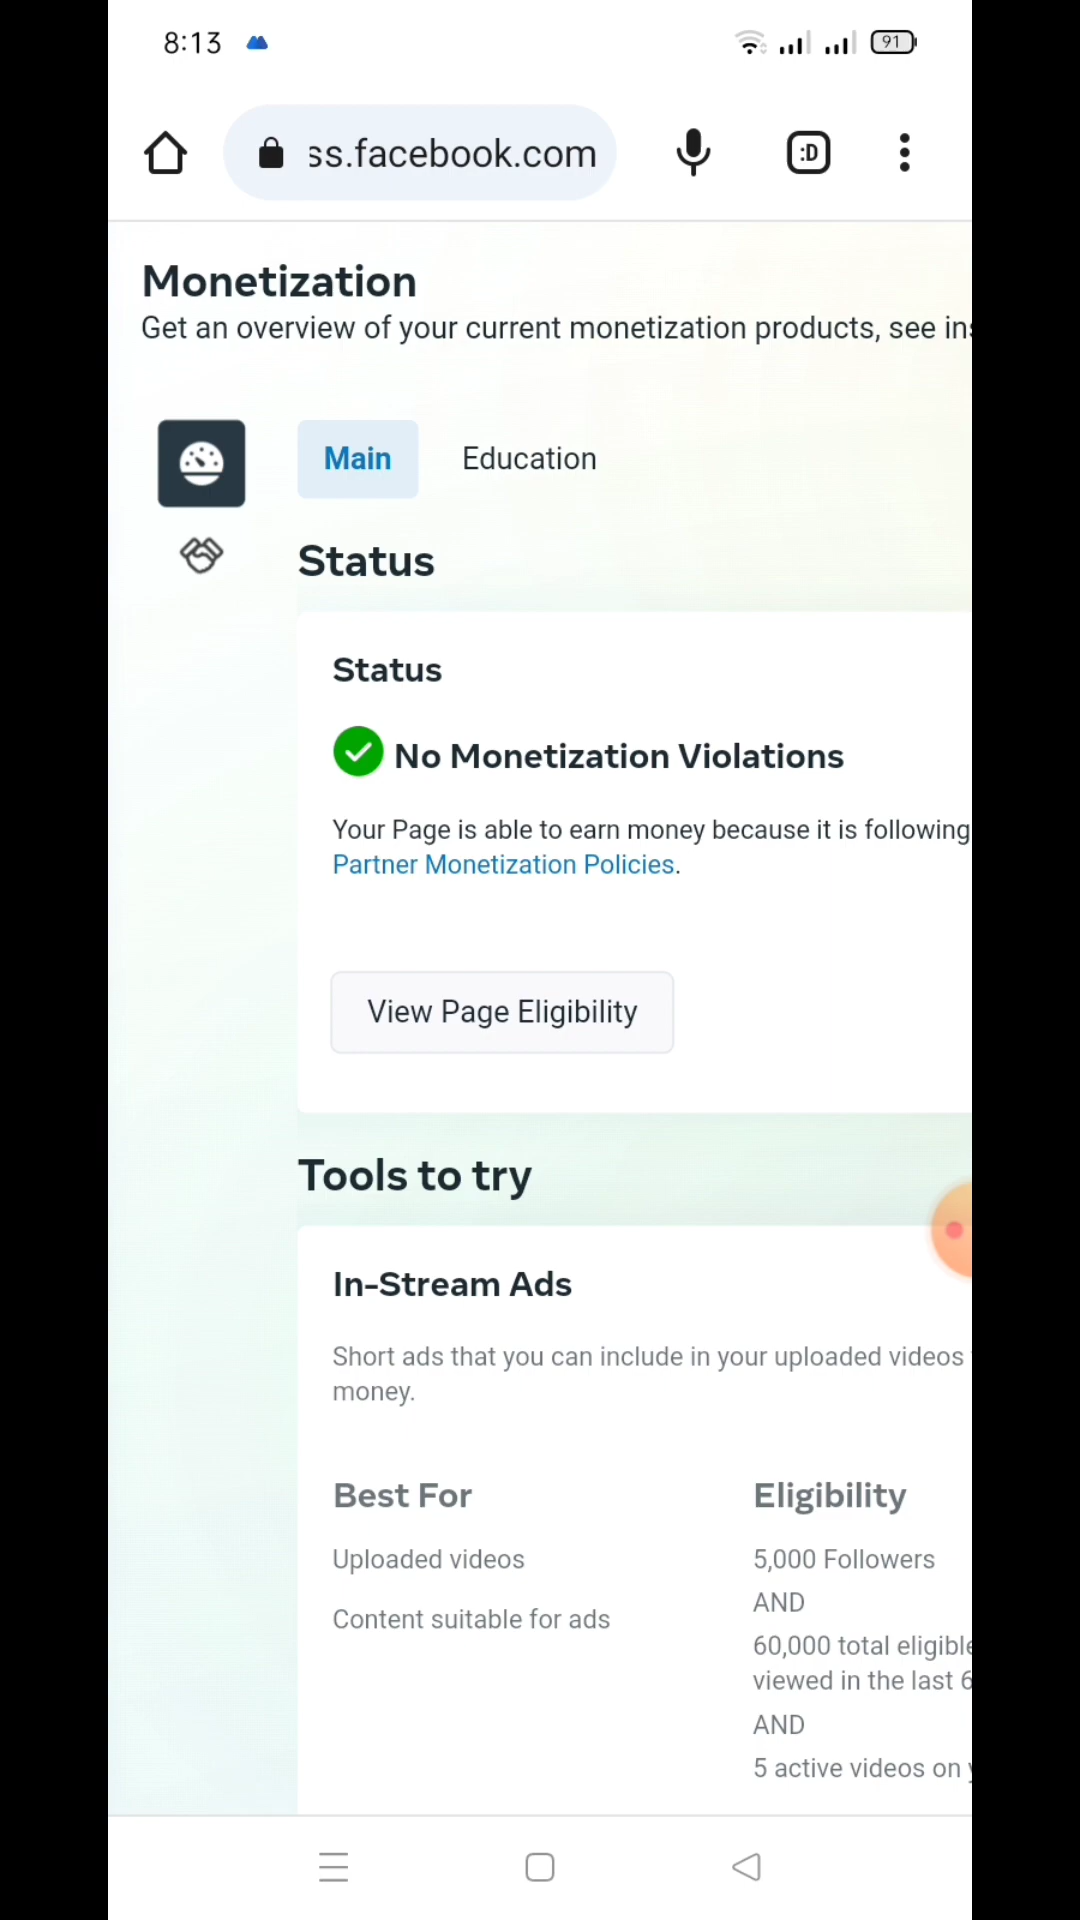 8:13
91
ss.facebook.com
:D
Monetization
Get an overview of your current monetization products, see ins
Main
Education
Status
Status
No Monetization Violations
Your Page is able to earn money because it is following
Partner Monetization Policies.
View Page Eligibility
Tools to try
In-Stream Ads
Short ads that you can include in your uploaded videos
money.
Best For
Eligibility
Uploaded videos
5,000 Followers
AND
Content suitable for ads
60,000 total eligible
viewed in the last 6
AND
5 active videos on